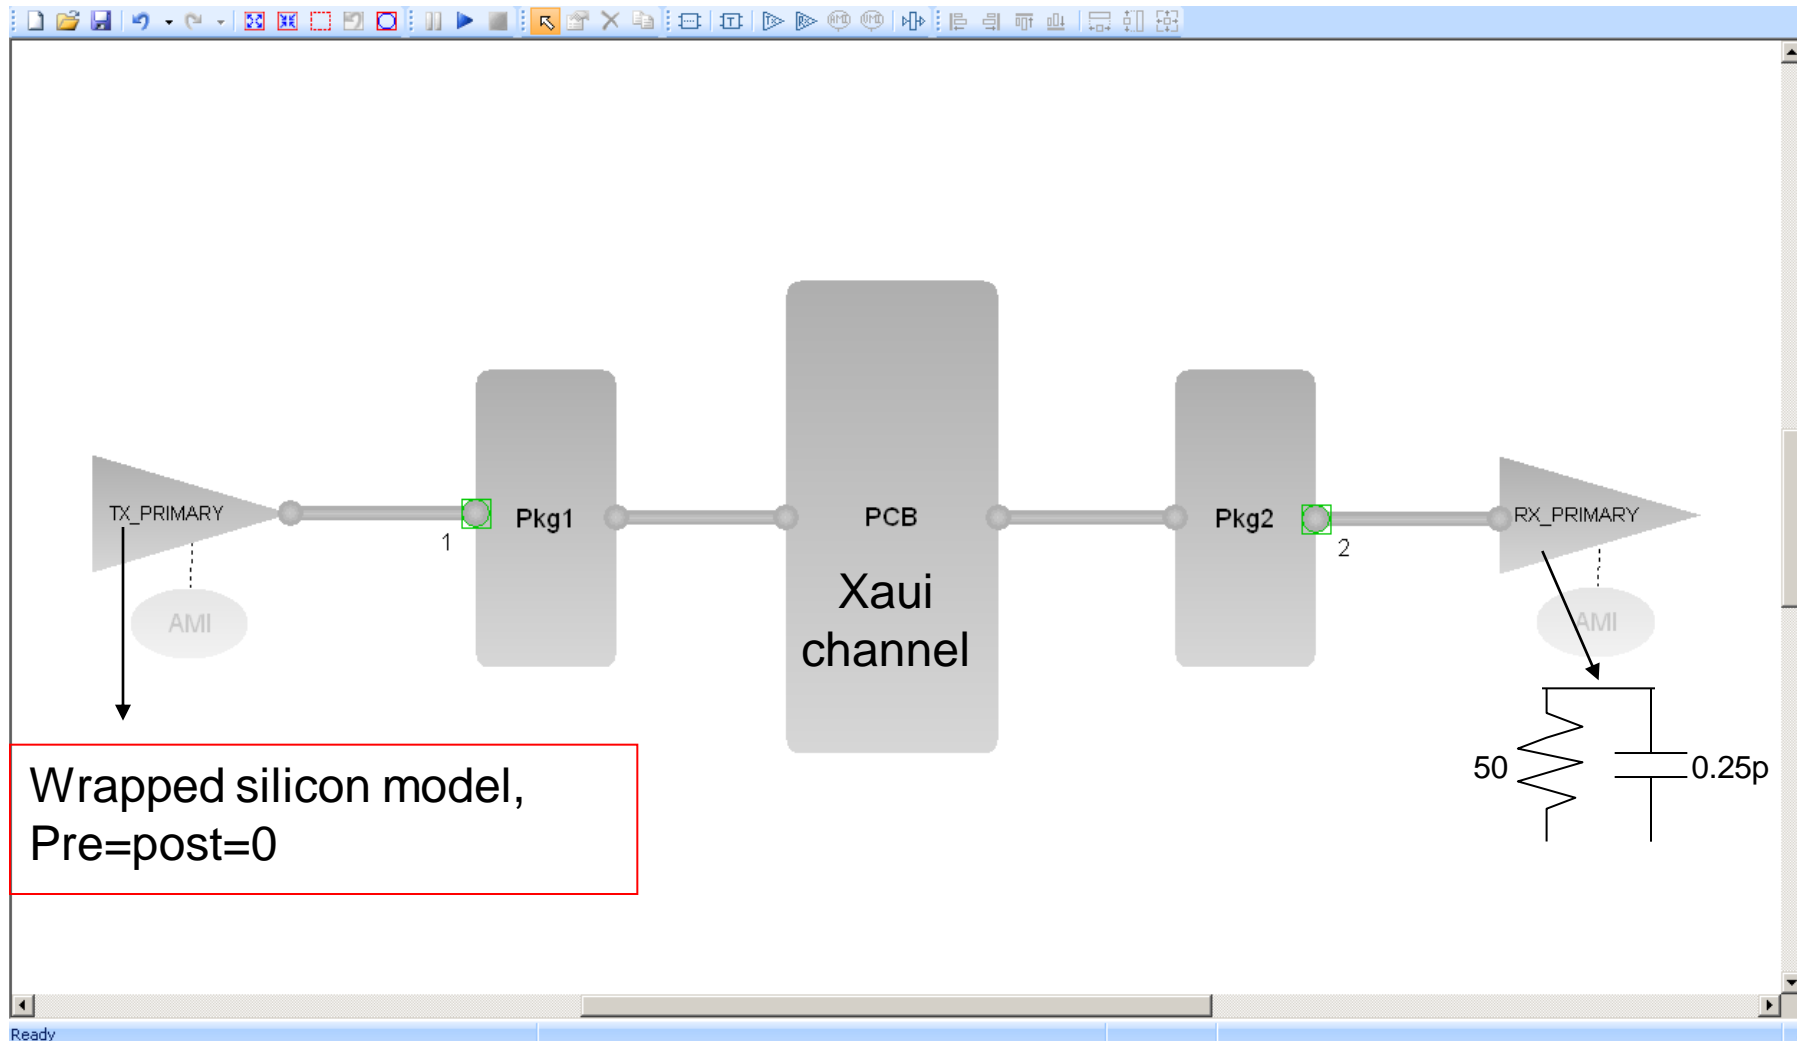 TX_PRIMARY
AMI
1
Pkg1
PCB
Xaui
channel
Pkg2
2
RX_PRIMARY
AMI
50
0.25p
Wrapped silicon model,
Pre=post=0
Ready